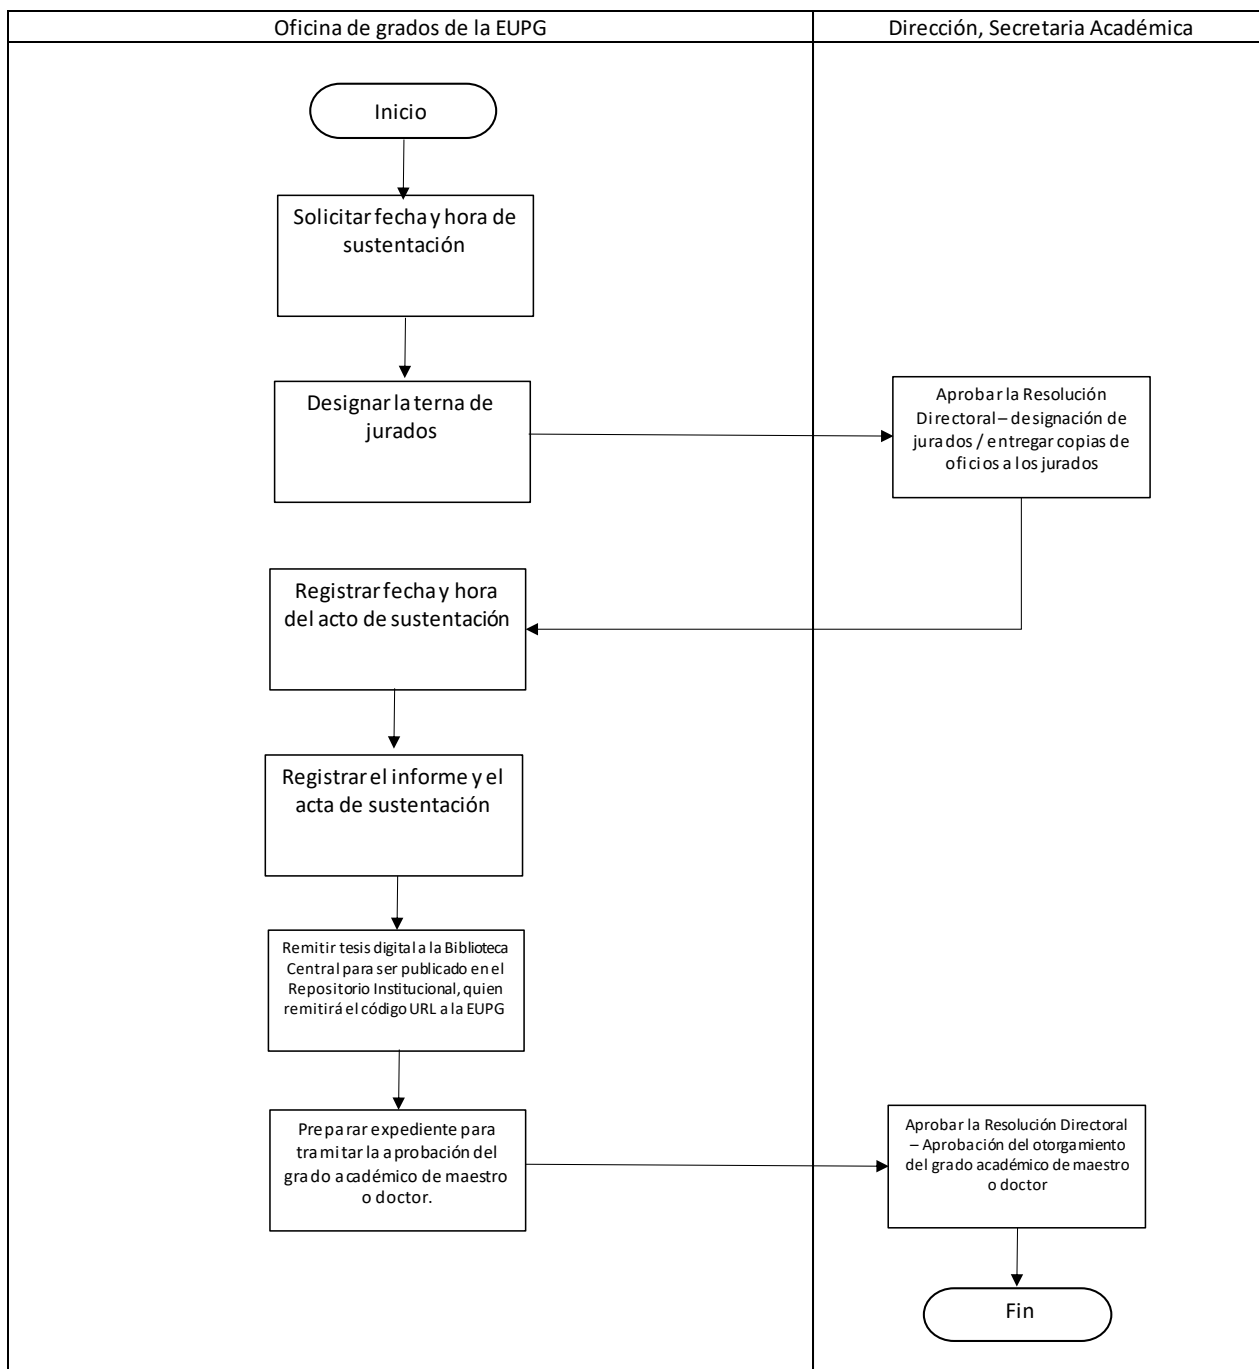 Oficina de grados de la EUPG
Dirección, Secretaria Académica
Inicio
Solicitar fecha y hora de
sustentación
Designar la terna de
jurados
Aprobar la Resolución
Directoral – designación de
jurados / entregar copias de
oficios a los jurados
Registrar fecha y hora
del acto de sustentación
Registrar el informe y el
acta de sustentación
Remitir tesis digital a la Biblioteca
Central para ser publicado en el
Repositorio Institucional, quien
remitirá el código URL a la EUPG
Preparar expediente para
tramitar la aprobación del
grado académico de maestro
o doctor.
Aprobar la Resolución Directoral
– Aprobación del otorgamiento
del grado académico de maestro
o doctor
Fin